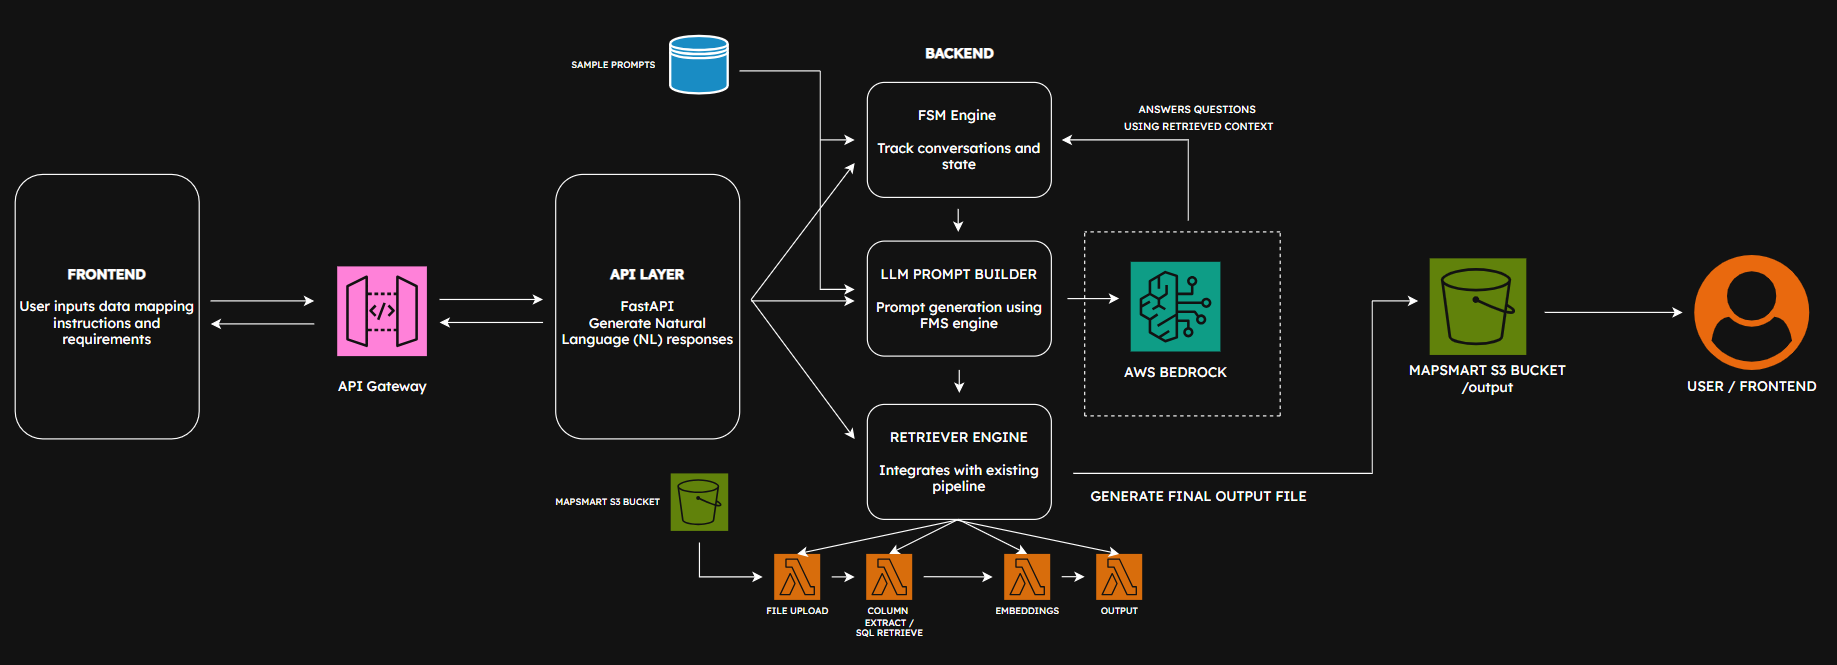 SAMPLE PROMPTS
BACKEND
FSM Engine
Track conversations and
state
ANSWERS QUESTIONS
USING RETRIEVED CONTEXT
FRONTEND
User inputs data mapping
instructions and
requirements
</>
API Gateway
API LAYER
FastAPI
Generate Natural
Language (NL) responses
LLM PROMPT BUILDER
Prompt generation using
FMS engine
AWS BEDROCK
MAPSMART S3 BUCKET
/output
USER / FRONTEND
RETRIEVER ENGINE
Integrates with existing
pipeline
GENERATE FINAL OUTPUT FILE
MAPSMART S3 BUCKET
FILE UPLOAD
COLUMN
EXTRACT /
SQL RETRIEVE
EMBEDDINGS
OUTPUT